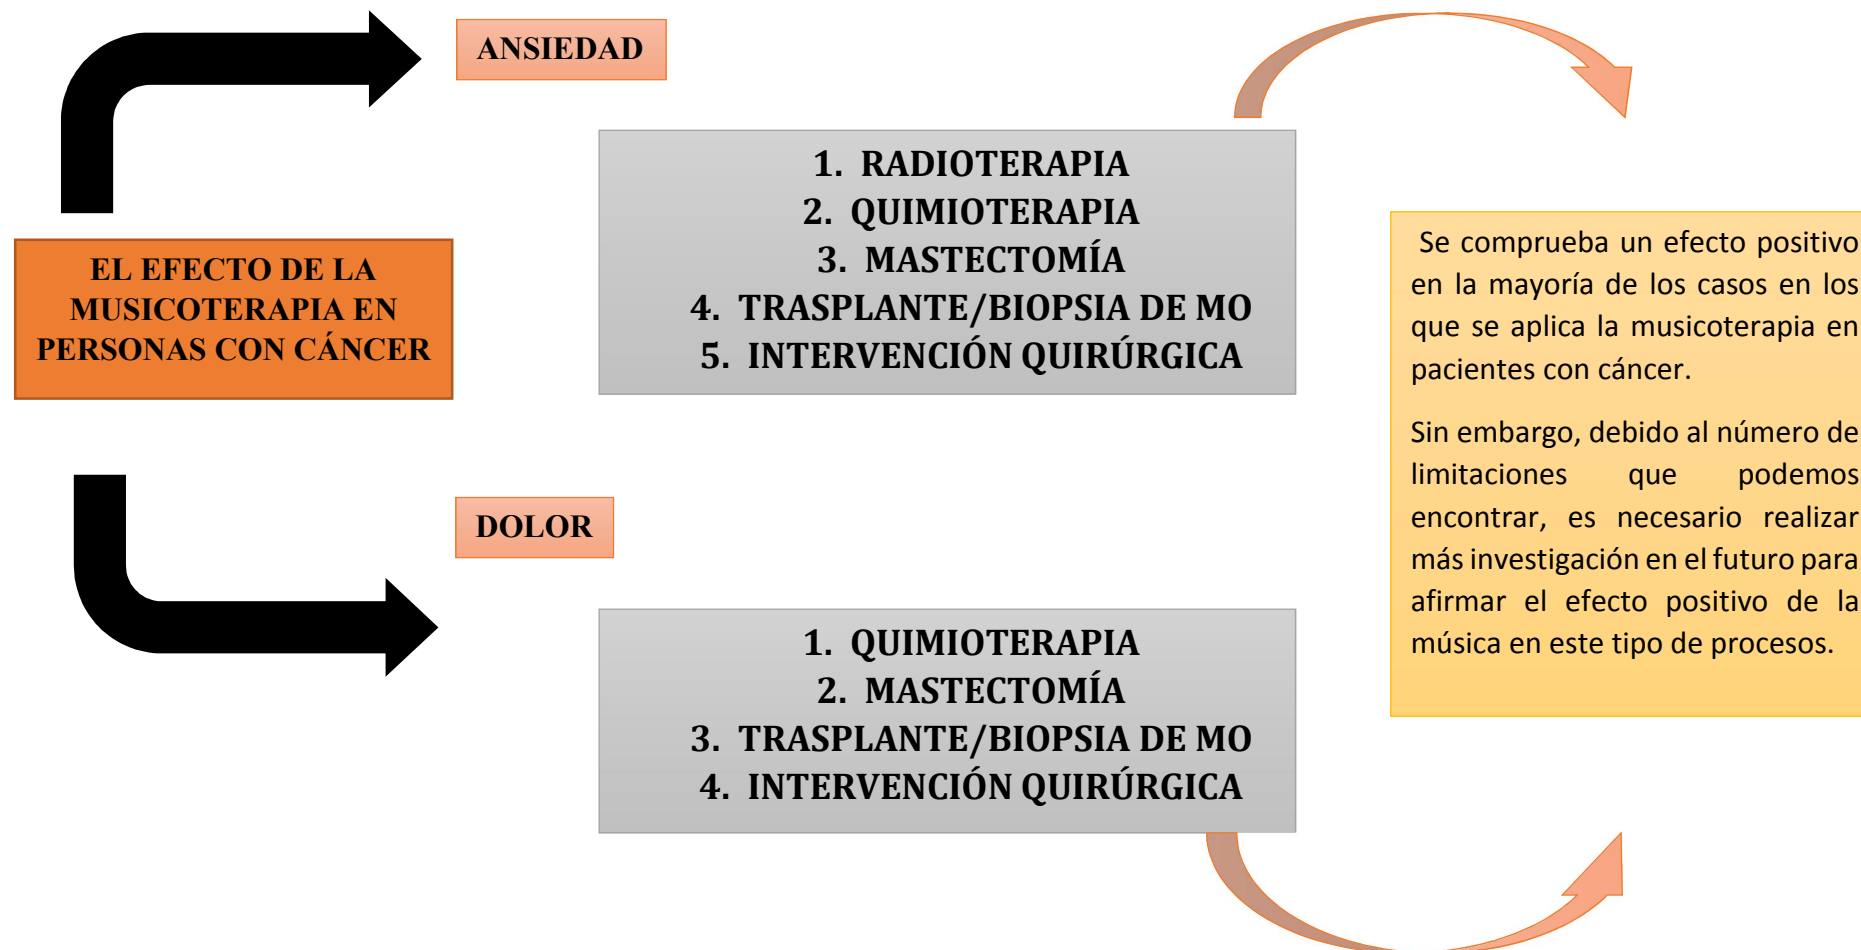 ANSIEDAD
EL EFECTO DE LA
MUSICOTERAPIA EN
PERSONAS CON CÁNCER
1. RADIOTERAPIA
2. QUIMIOTERAPIA
3. MASTECTOMÍA
4. TRASPLANTE/BIOPSIA DE MO
5. INTERVENCIÓN QUIRÚRGICA
DOLOR
1. QUIMIOTERAPIA
2. MASTECTOMÍA
3. TRASPLANTE/BIOPSIA DE MO
4. INTERVENCIÓN QUIRÚRGICA
Se comprueba un efecto positivo
en la mayoría de los casos en los
que se aplica la musicoterapia en
pacientes con cáncer.
Sin embargo, debido al número de
limitaciones que podemos
encontrar, es necesario realizar
más investigación en el futuro para
afirmar el efecto positivo de la
música en este tipo de procesos.